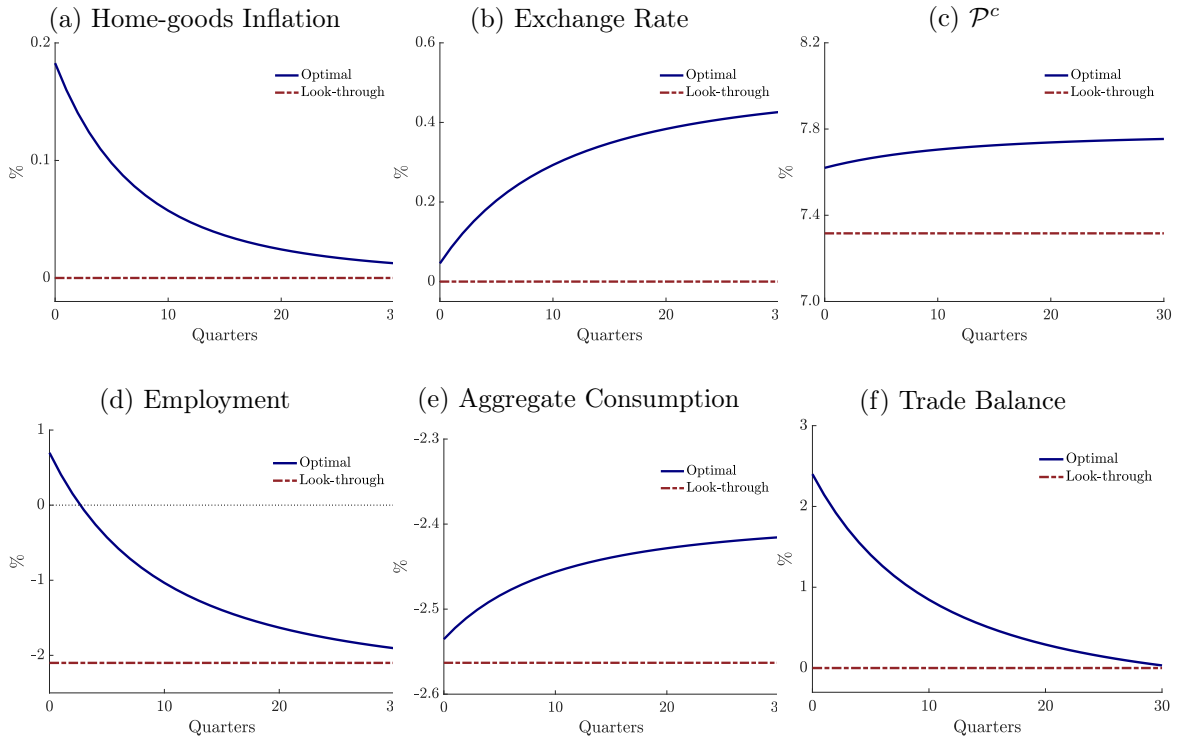 (a) Home-goods Inflation
0.2
0.1
0
%
0 10 20 3
Quarters
Optimal
Look-through
(b) Exchange Rate
0.6
0.4
0.2
0
%
0 10 20 3
Quarters
Optimal
Look-through
(c) 𝒫ᶜ
8.2
7.8
7.4
7.0
%
0 10 20 30
Quarters
Optimal
Look-through
(d) Employment
1
0
-1
-2
%
0 10 20 3
Quarters
Optimal
Look-through
(e) Aggregate Consumption
-2.3
-2.4
-2.5
-2.6
%
0 10 20 3
Quarters
Optimal
Look-through
(f) Trade Balance
3
2
1
0
%
0 10 20 30
Quarters
Optimal
Look-through